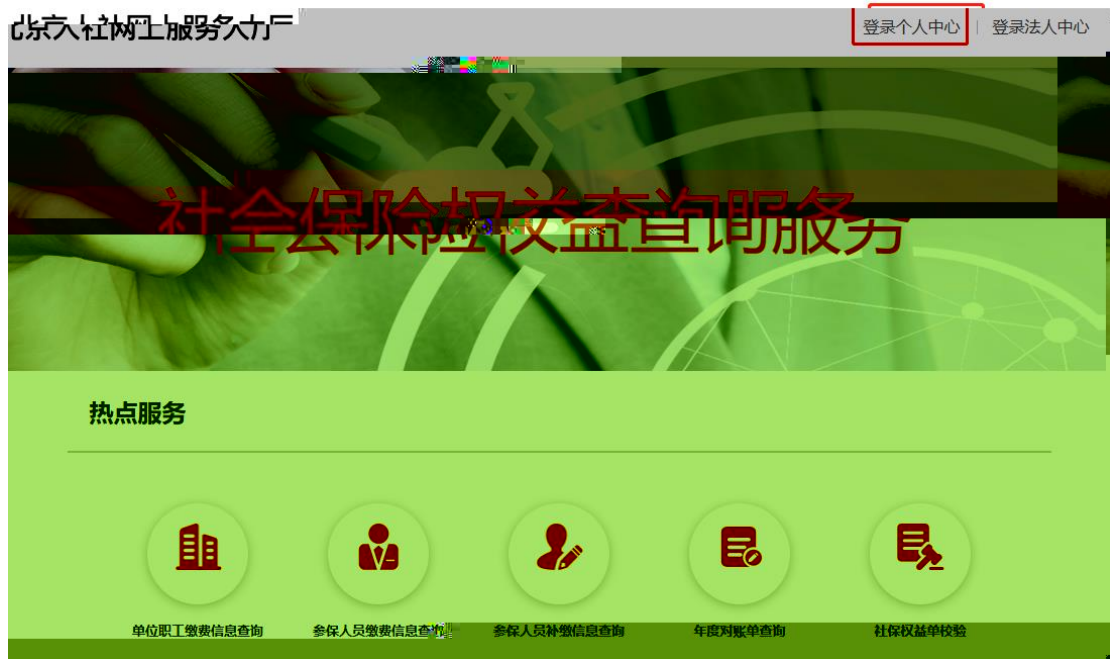 北京人社网上服务大厅
登录个人中心 | 登录法人中心
社会保险权益查询服务
热点服务
单位职工缴费信息查询 参保人员缴费信息查询 参保人员补缴信息查询 年度对账单查询 社保权益单校验